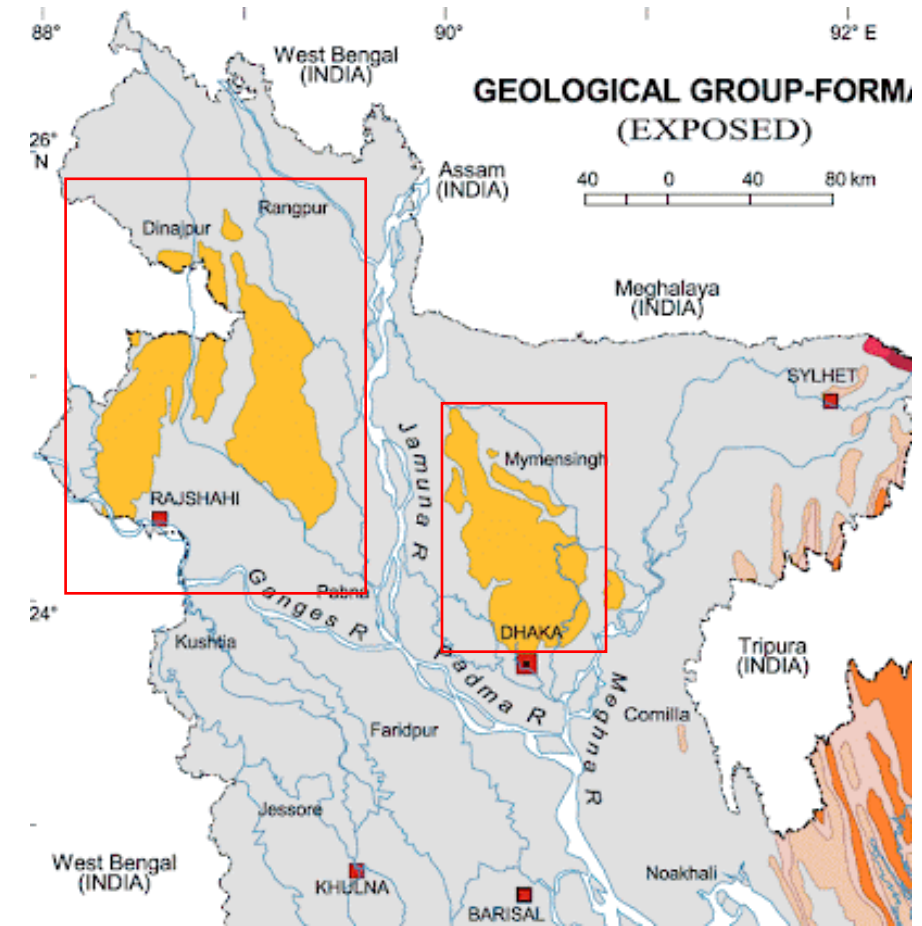 88°
90°
92° E
West Bengal
(INDIA)
GEOLOGICAL GROUP-FORMA
(EXPOSED)
26°
N
Assam
(INDIA)
40 0 40 80 km
Rangpur
Dinajpur
Meghalaya
(INDIA)
SYLHET
Jamuna R
Mymensingh
RAJSHAHI
Ganges R
Pabna
24°
DHAKA
Kushtia
Padma R
Tripura
(INDIA)
Meghna R
Comilla
Faridpur
Jessore
West Bengal
(INDIA)
KHULNA
Noakhali
BARISAL